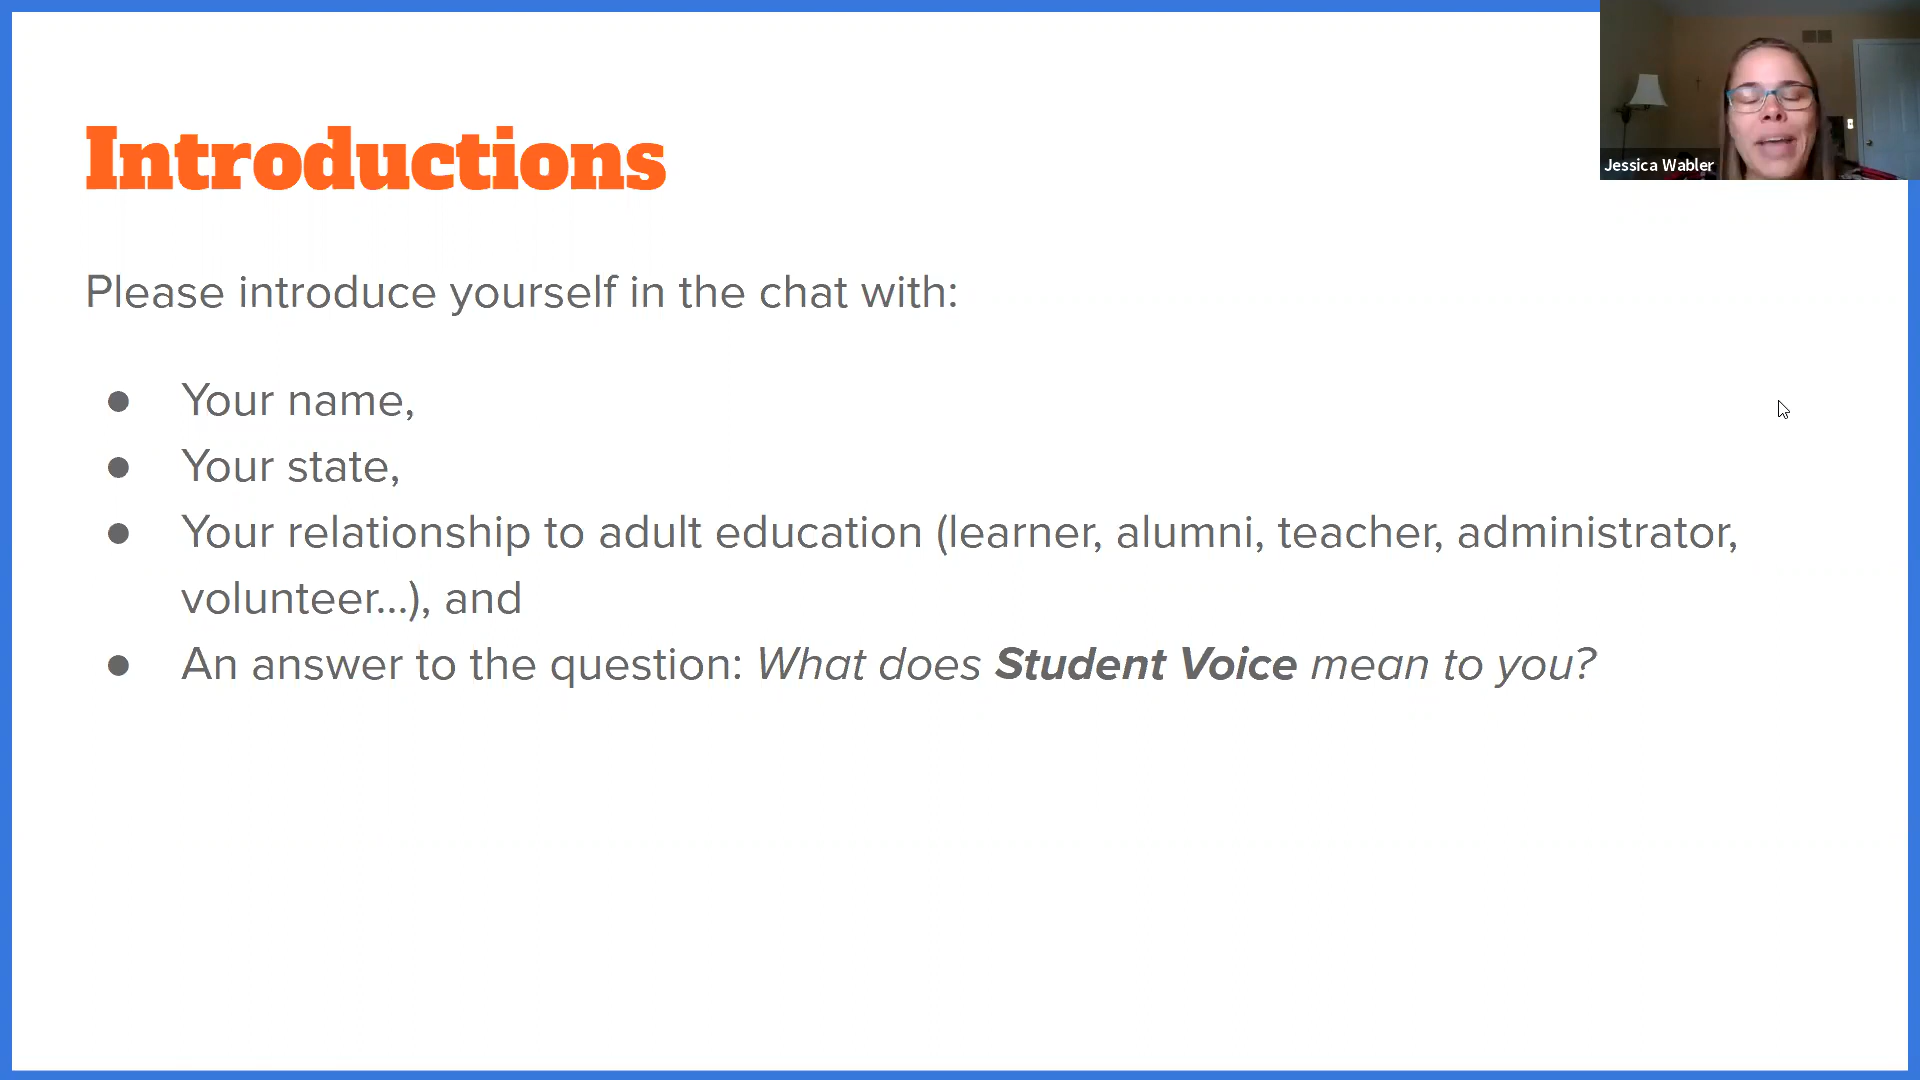 Introductions
Jessica Wabler
Please introduce yourself in the chat with:
● Your name,
● Your state,
● Your relationship to adult education (learner, alumni, teacher, administrator,
volunteer...), and
● An answer to the question: What does Student Voice mean to you?